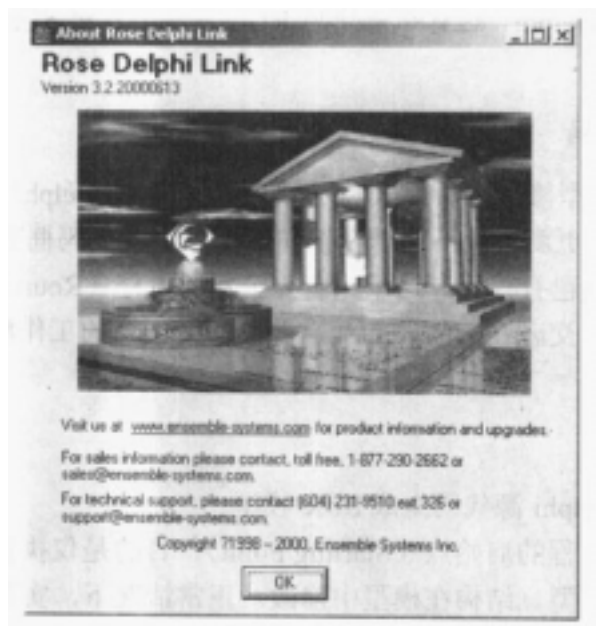 About Rose Delphi Link
Rose Delphi Link
Version 3.2.20000613
Visit us at www.ensemble-systems.com for product information and upgrades.
For sales information please contact, toll free, 1-877-290-2662 or
sales@ensemble-systems.com.
For technical support, please contact (604) 231-9510 ext.326 or
support@ensemble-systems.com.
Copyright ?1998 – 2000, Ensemble Systems Inc.
OK